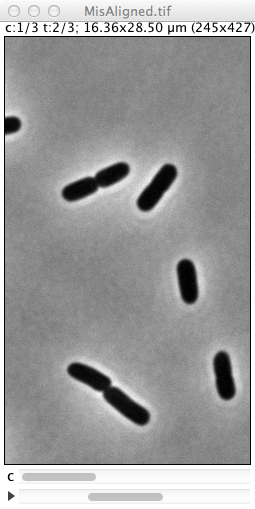 MisAligned.tif
c:1/3 t:2/3; 16.36x28.50 µm (245x427)
c